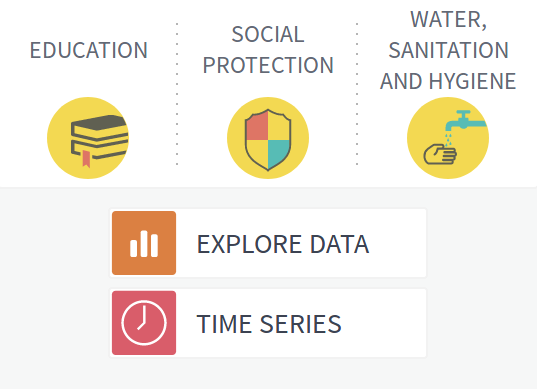 EDUCATION
SOCIAL
PROTECTION
WATER,
SANITATION
AND HYGIENE
EXPLORE DATA
TIME SERIES